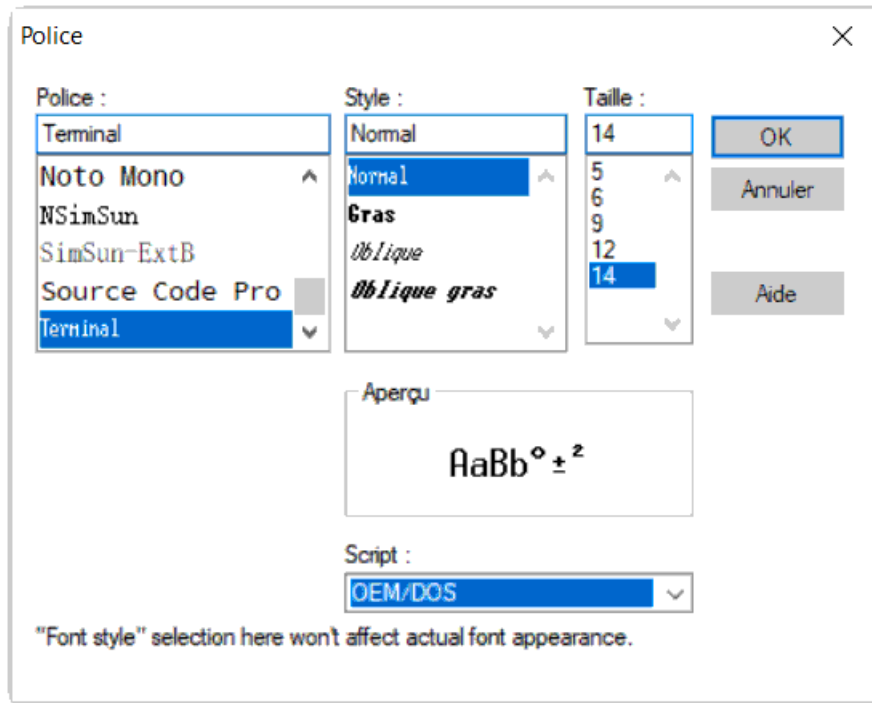 Police
Police :
Style :
Taille :
Terminal
Normal
14
OK
Noto Mono
NSimSun
SimSun-ExtB
Source Code Pro
Terminal
Normal
Gras
Oblique
Oblique gras
5
6
9
12
14
Annuler
Aide
Aperçu
AaBb°±²
Script :
OEM/DOS
"Font style" selection here won't affect actual font appearance.